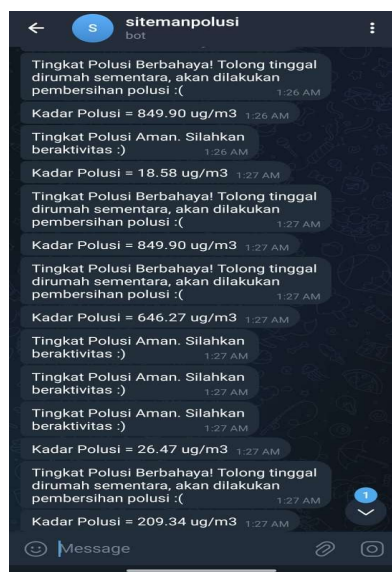 sitemanpolusi
S
bot
Tingkat Polusi Berbahaya! Tolong tinggal
dirumah sementara, akan dilakukan
pembersihan polusi :( 1:26 AM
Kadar Polusi = 849.90 ug/m3 1:26 AM
Tingkat Polusi Aman. Silahkan
beraktivitas :) 1:26 AM
Kadar Polusi = 18.58 ug/m3 1:27 AM
Tingkat Polusi Berbahaya! Tolong tinggal
dirumah sementara, akan dilakukan
pembersihan polusi :( 1:27 AM
Kadar Polusi = 849.90 ug/m3 1:27 AM
Tingkat Polusi Berbahaya! Tolong tinggal
dirumah sementara, akan dilakukan
pembersihan polusi :( 1:27 AM
Kadar Polusi = 646.27 ug/m3 1:27 AM
Tingkat Polusi Aman. Silahkan
beraktivitas :) 1:27 AM
Tingkat Polusi Aman. Silahkan
beraktivitas :) 1:27 AM
Tingkat Polusi Aman. Silahkan
beraktivitas :) 1:27 AM
Kadar Polusi = 26.47 ug/m3 1:27 AM
Tingkat Polusi Berbahaya! Tolong tinggal
dirumah sementara, akan dilakukan
pembersihan polusi :( 1:27 AM
1
Kadar Polusi = 209.34 ug/m3 1:27 AM
Message